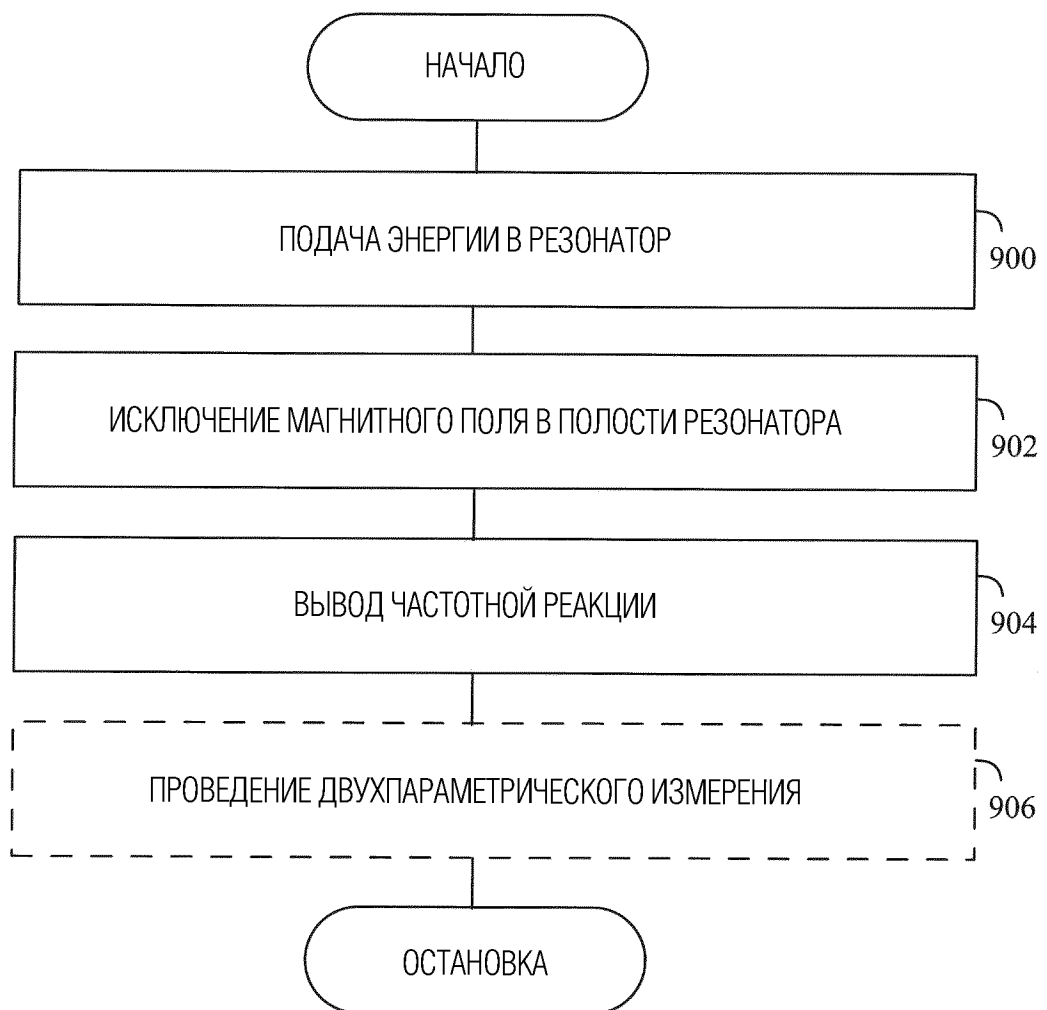 НАЧАЛО
ПОДАЧА ЭНЕРГИИ В РЕЗОНАТОР
900
ИСКЛЮЧЕНИЕ МАГНИТНОГО ПОЛЯ В ПОЛОСТИ РЕЗОНАТОРА
902
ВЫВОД ЧАСТОТНОЙ РЕАКЦИИ
904
ПРОВЕДЕНИЕ ДВУХПАРАМЕТРИЧЕСКОГО ИЗМЕРЕНИЯ
906
ОСТАНОВКА